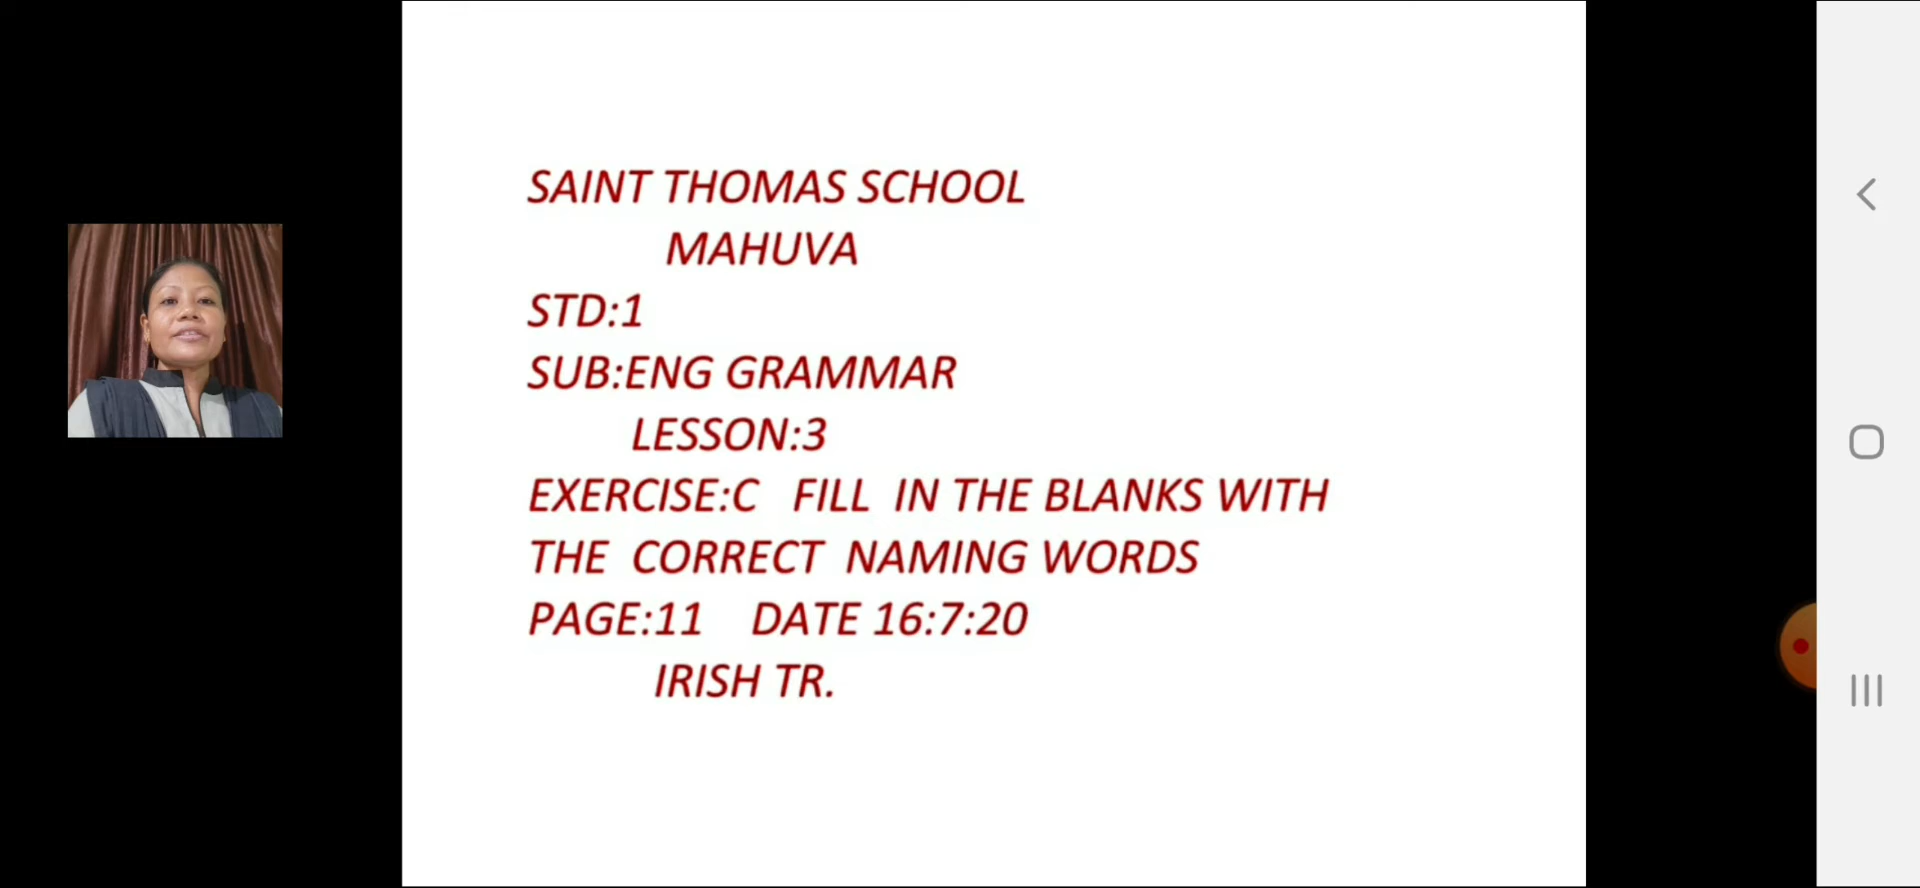 SAINT THOMAS SCHOOL
MAHUVA
STD:1
SUB:ENG GRAMMAR
LESSON:3
EXERCISE:C FILL IN THE BLANKS WITH
THE CORRECT NAMING WORDS
PAGE:11 DATE 16:7:20
IRISH TR.